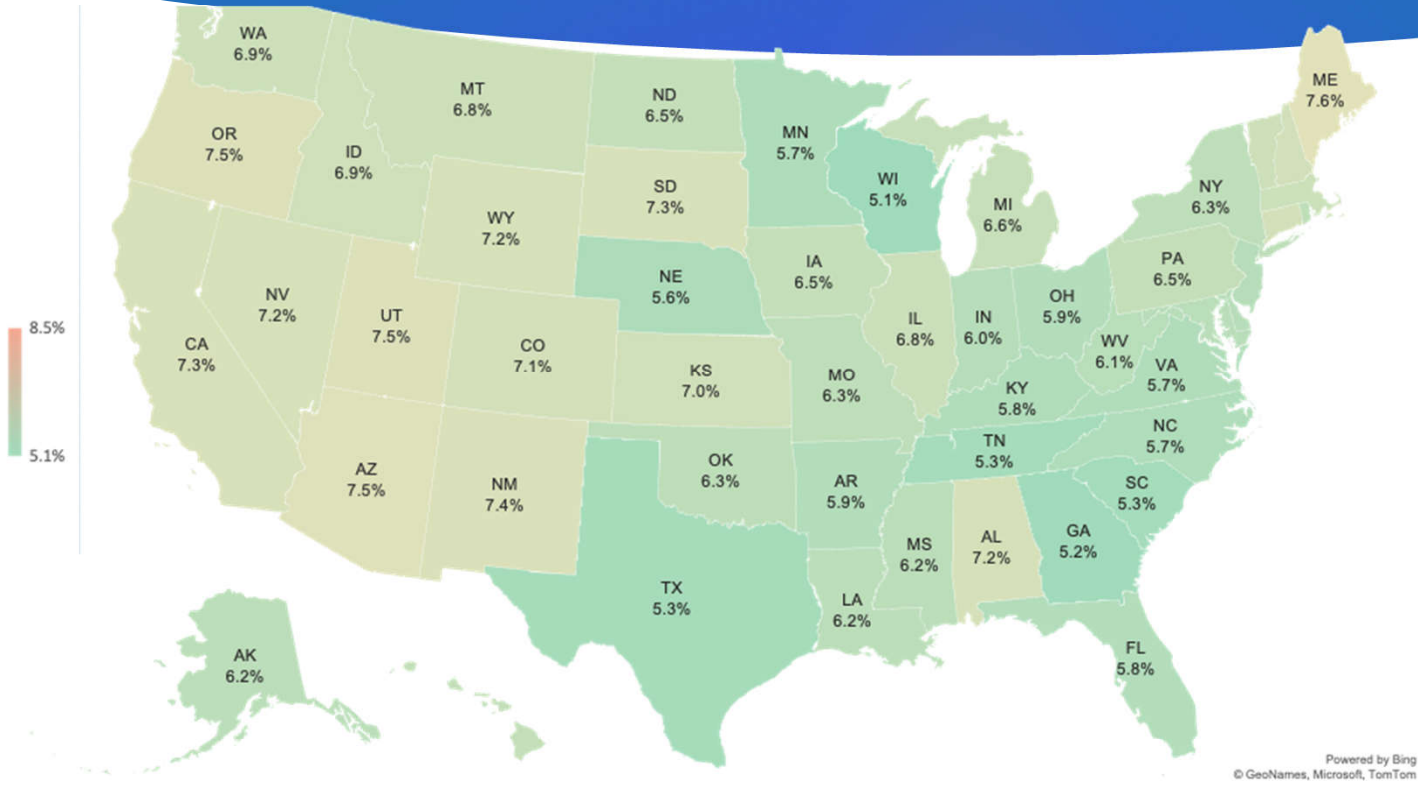 WA
6.9%
MT
6.8%
ND
6.5%
MN
5.7%
ME
7.6%
OR
7.5%
ID
6.9%
WY
7.2%
SD
7.3%
WI
5.1%
MI
6.6%
NY
6.3%
NE
5.6%
IA
6.5%
PA
6.5%
NV
7.2%
UT
7.5%
CO
7.1%
IL
6.8%
IN
6.0%
OH
5.9%
8.5%
CA
7.3%
KS
7.0%
MO
6.3%
WV
6.1%
VA
5.7%
KY
5.8%
5.1%
AZ
7.5%
NM
7.4%
OK
6.3%
AR
5.9%
TN
5.3%
NC
5.7%
SC
5.3%
MS
6.2%
AL
7.2%
GA
5.2%
TX
5.3%
LA
6.2%
AK
6.2%
FL
5.8%
Powered by Bing
© GeoNames, Microsoft, TomTom